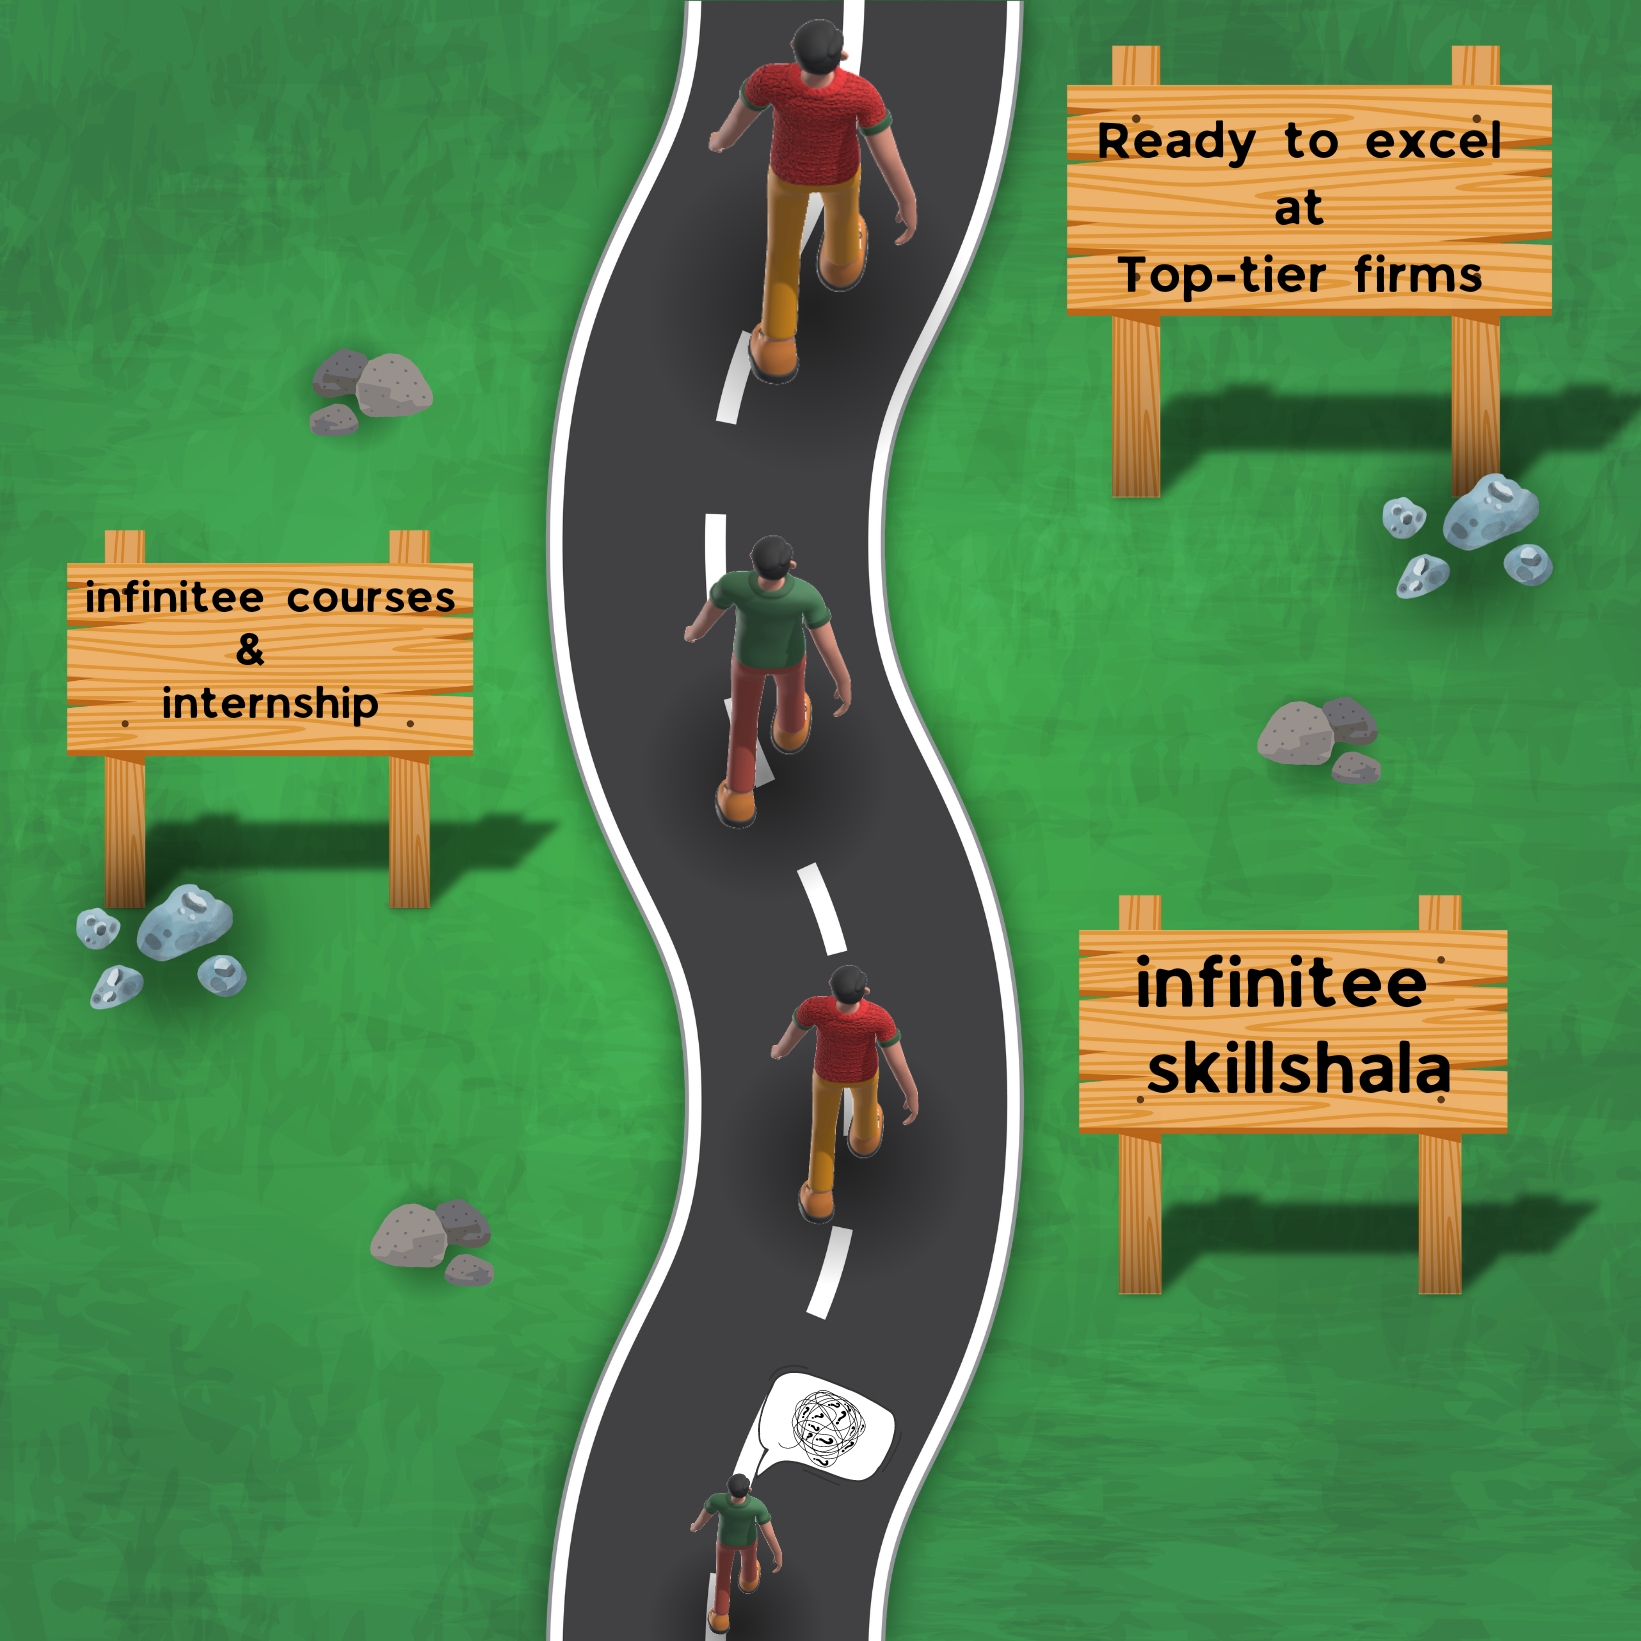 Ready to excel
at
Top-tier firms
infinitee courses
&
internship
infinitee
skillshala
? ? ? ? ? ? ? ?